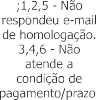 ;1,2,5 - Não
respondeu e-mail
de homologação.
3,4,6 - Não
atende a
condição de
pagamento/prazo